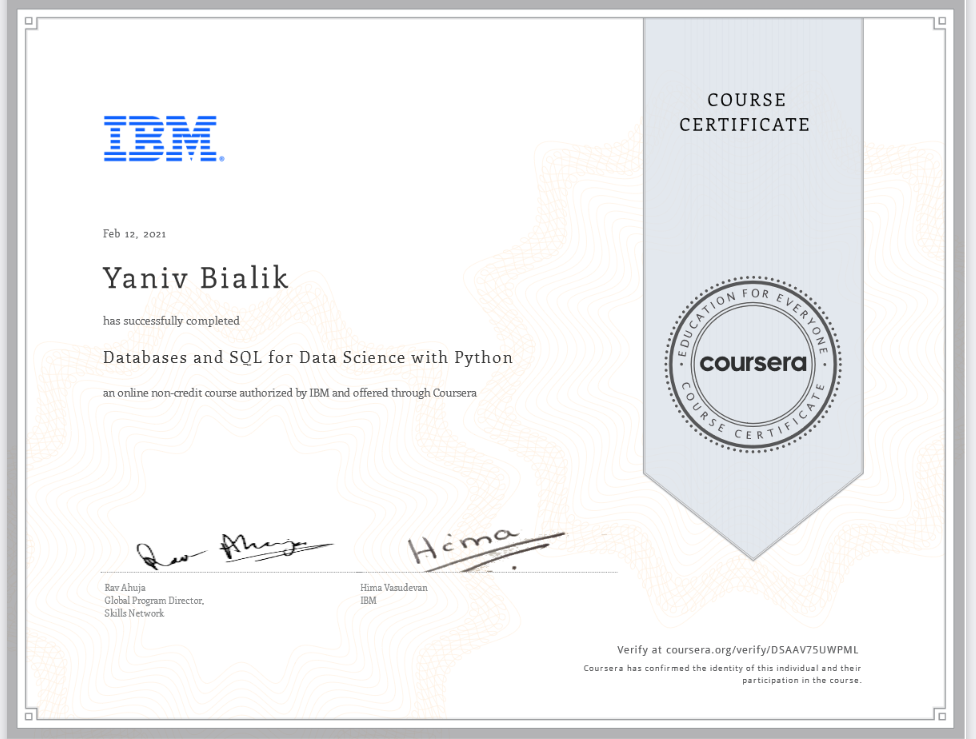 IBM®
COURSE
CERTIFICATE
Feb 12, 2021
Yaniv Bialik
has successfully completed
Databases and SQL for Data Science with Python
an online non-credit course authorized by IBM and offered through Coursera
EDUCATION FOR EVERYONE
coursera
COURSE CERTIFICATE
Rav Ahuja
Hima
Rav Ahuja
Global Program Director,
Skills Network
Hima Vasudevan
IBM
Verify at coursera.org/verify/DSAAV75UWPML
Coursera has confirmed the identity of this individual and their
participation in the course.